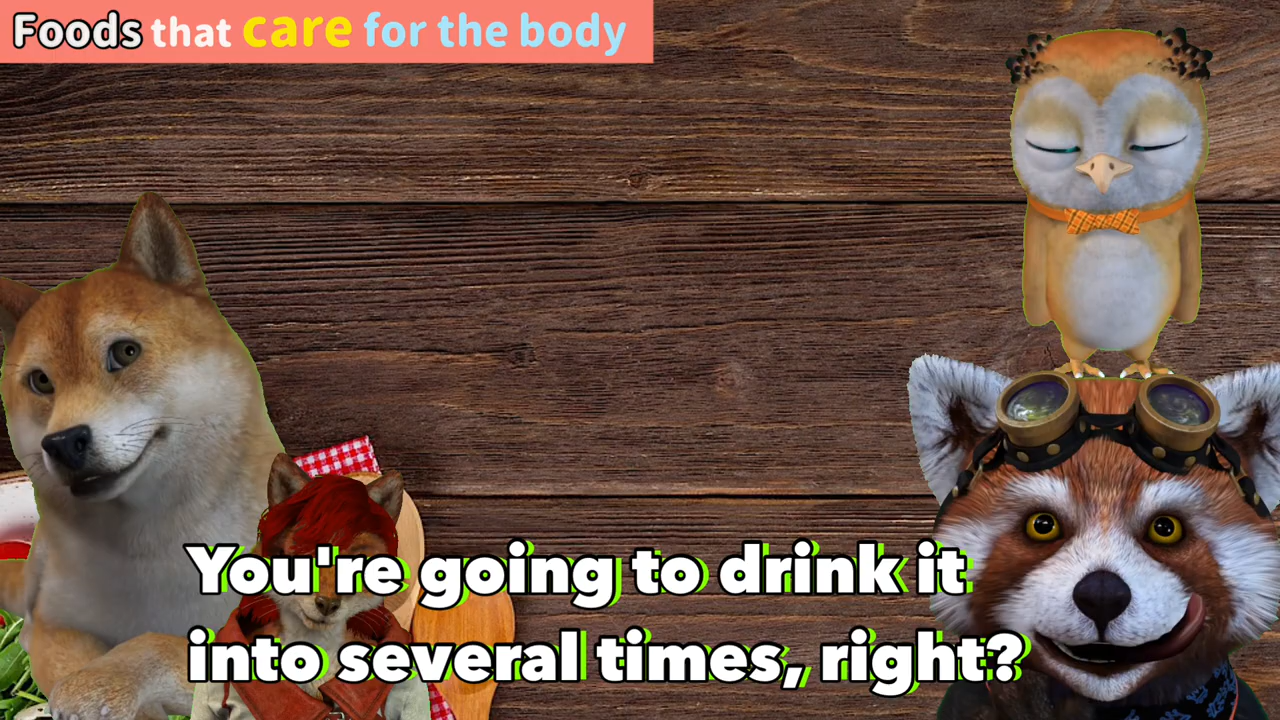 Foods that care for the body
You're going to drink it
into several times, right?